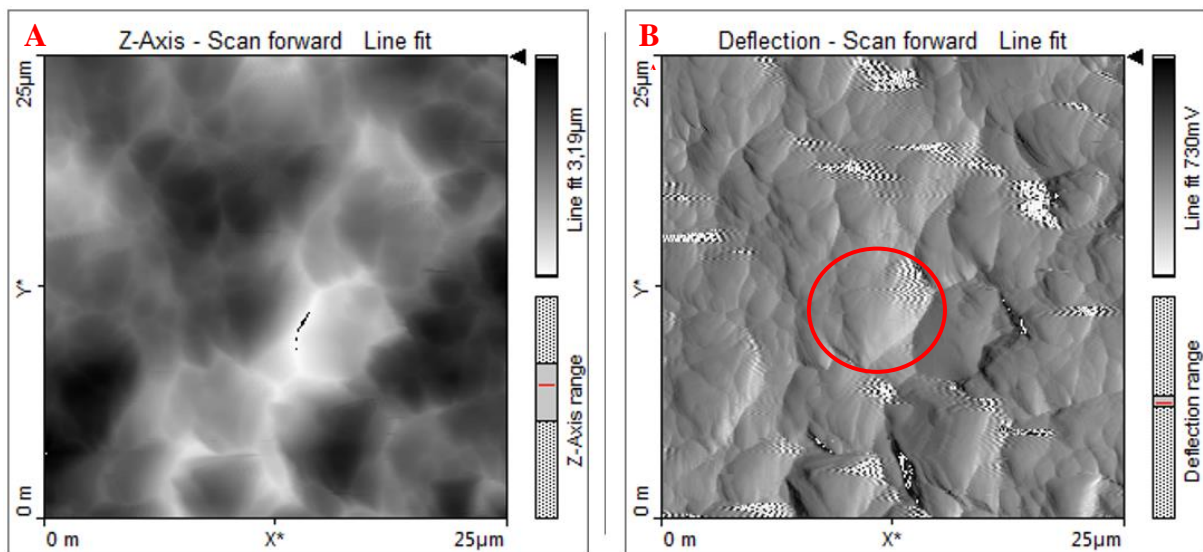 A
Z-Axis - Scan forward Line fit
25µm
Y*
0 m
0 m
X*
25µm
Line fit 3,19µm
Z-Axis range
B
Deflection - Scan forward Line fit
25µm
Y*
0 m
0 m
X*
25µm
Line fit 730mV
Deflection range